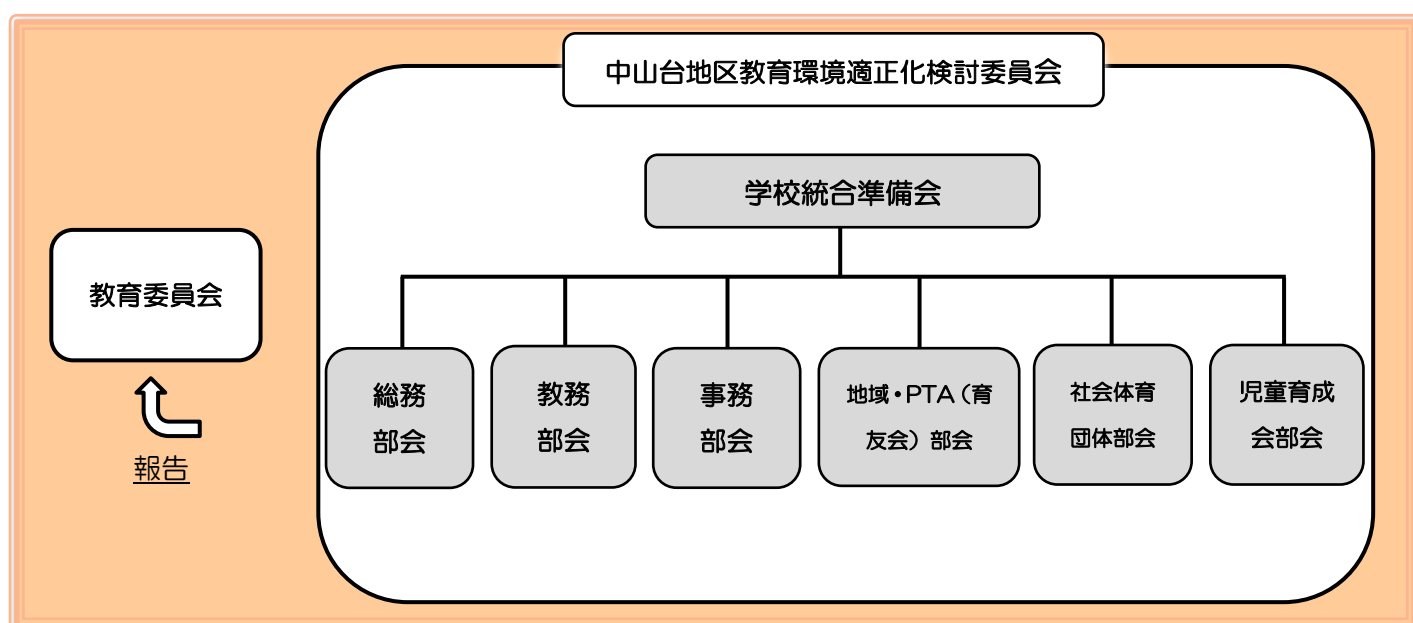 中山台地区教育環境適正化検討委員会
学校統合準備会
教育委員会
報告
総務
部会
教務
部会
事務
部会
地域・PTA（育
友会）部会
社会体育
団体部会
児童育成
会部会